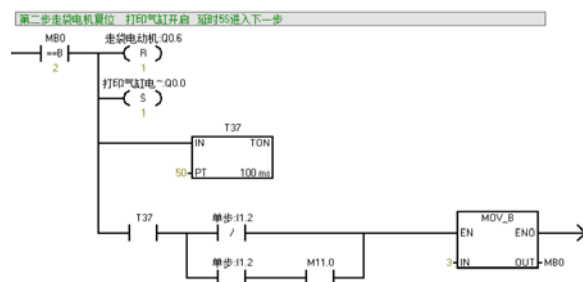 第二步走袋电机复位 打印气缸开启 延时5S进入下一步
MB0 走袋电动机:Q0.6
==B R
2 1
打印气缸电~:Q0.0
S
1
T37
IN TON
50 PT 100 ms
T37 单步:I1.2 MOV_B
/ EN ENO
单步:I1.2 M11.0
3 IN OUT MB0